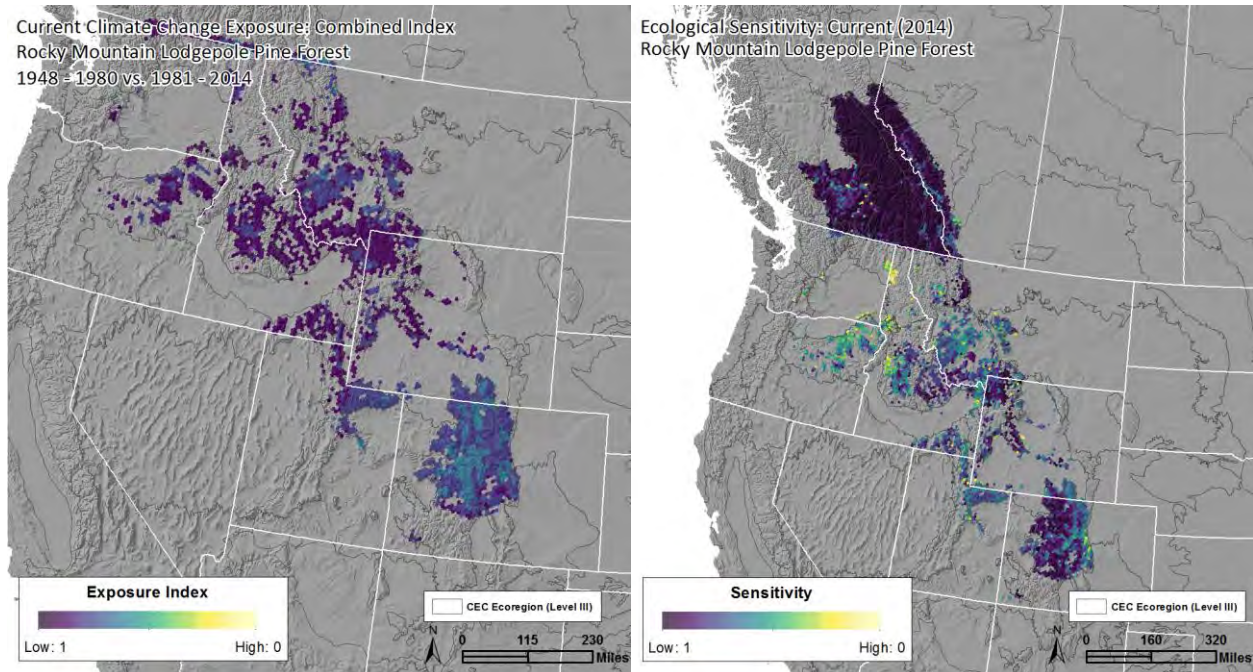 Current Climate Change Exposure: Combined Index
Rocky Mountain Lodgepole Pine Forest
1948 - 1980 vs. 1981 - 2014
Exposure Index
Low: 1
High: 0
CEC Ecoregion (Level III)
N
0 115 230
Miles
Ecological Sensitivity: Current (2014)
Rocky Mountain Lodgepole Pine Forest
Sensitivity
Low: 1
High: 0
CEC Ecoregion (Level III)
N
0 160 320
Miles